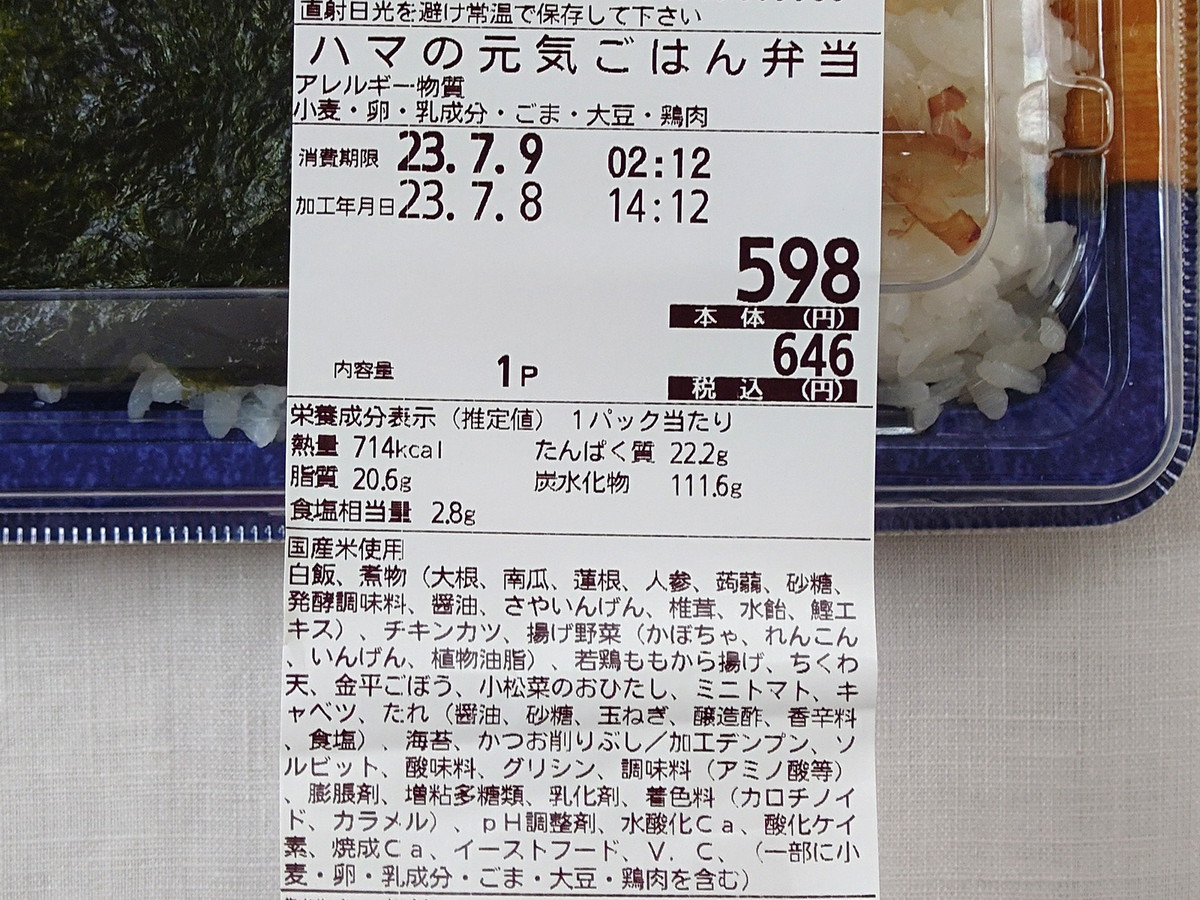 直射日光を避け常温で保存して下さい
ハマの元気ごはん弁当
アレルギー物質
小麦・卵・乳成分・ごま・大豆・鶏肉
消費期限 23.7.9 02:12
加工年月日 23.7.8 14:12
598
本体 (円)
646
内容量 1P 税込 (円)
栄養成分表示（推定値） 1パック当たり
熱量 714kcal たんぱく質 22.2g
脂質 20.6g 炭水化物 111.6g
食塩相当量 2.8g
国産米使用
白飯、煮物（大根、南瓜、蓮根、人参、蒟蒻、砂糖、
発酵調味料、醤油、さやいんげん、椎茸、水飴、鰹エ
キス）、チキンカツ、揚げ野菜（かぼちゃ、れんこん
、いんげん、植物油脂）、若鶏ももから揚げ、ちくわ
天、金平ごぼう、小松菜のおひたし、ミニトマト、キ
ャベツ、たれ（醤油、砂糖、玉ねぎ、醸造酢、香辛料
、食塩）、海苔、かつお削りぶし／加工デンプン、ソ
ルビット、酸味料、グリシン、調味料（アミノ酸等）
、膨脹剤、増粘多糖類、乳化剤、着色料（カロチノイ
ド、カラメル）、pH調整剤、水酸化Ca、酸化ケイ
素、焼成Ca、イーストフード、V．C、（一部に小
麦・卵・乳成分・ごま・大豆・鶏肉を含む）